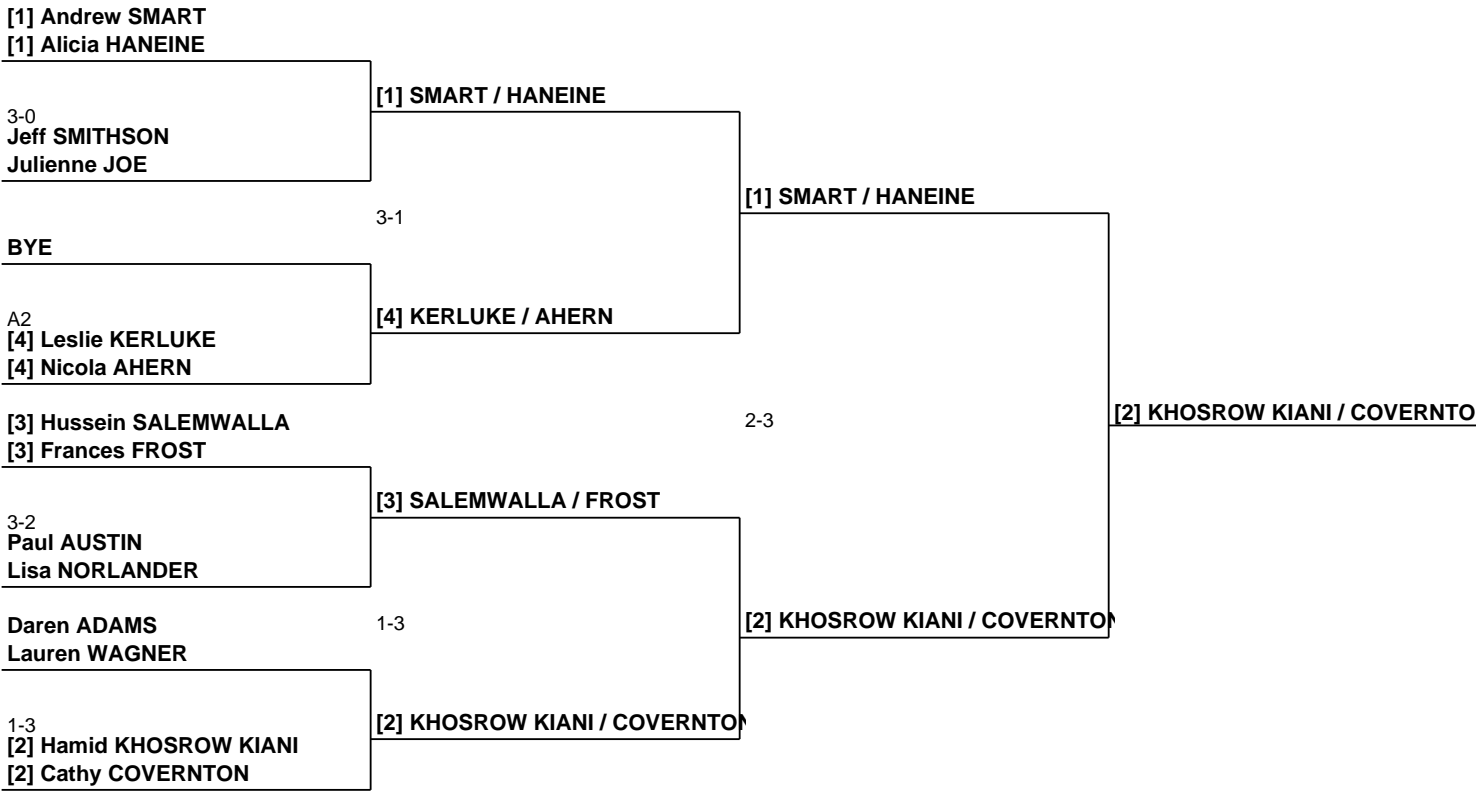 [1] Andrew SMART
[1] Alicia HANEINE
3-0
Jeff SMITHSON
Julienne JOE
BYE
A2
[4] Leslie KERLUKE
[4] Nicola AHERN
[3] Hussein SALEMWALLA
[3] Frances FROST
3-2
Paul AUSTIN
Lisa NORLANDER
Daren ADAMS
Lauren WAGNER
1-3
[2] Hamid KHOSROW KIANI
[2] Cathy COVERNTON
[1] SMART / HANEINE
3-1
[4] KERLUKE / AHERN
[3] SALEMWALLA / FROST
1-3
[2] KHOSROW KIANI / COVERNTON
[1] SMART / HANEINE
2-3
[2] KHOSROW KIANI / COVERNTON
[2] KHOSROW KIANI / COVERNTO